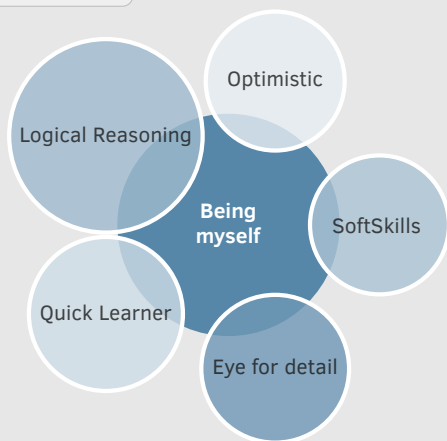 Optimistic
Logical Reasoning
Being
myself
SoftSkills
Quick Learner
Eye for detail